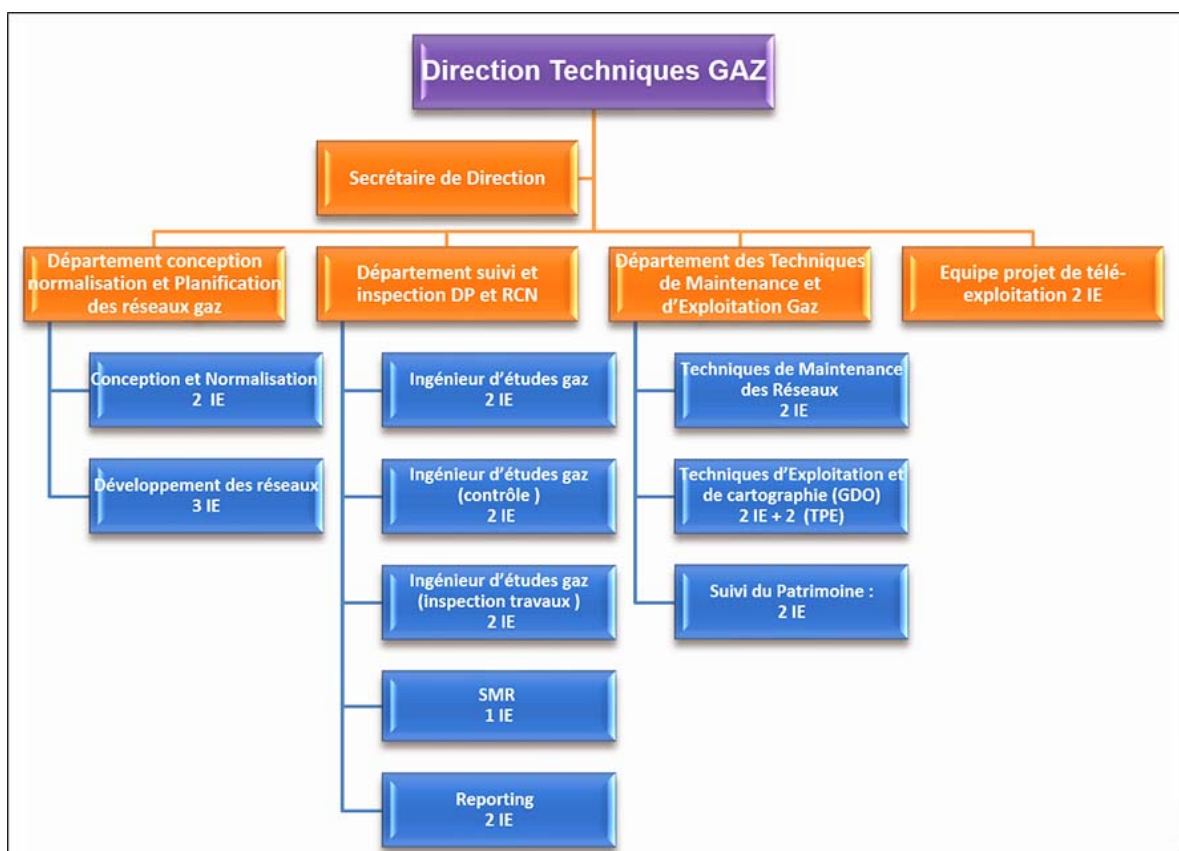 Direction Techniques GAZ
Secrétaire de Direction
Département conception
normalisation et Planification
des réseaux gaz
Département suivi et
inspection DP et RCN
Département des Techniques
de Maintenance et
d’Exploitation Gaz
Equipe projet de télé-
exploitation 2 IE
Conception et Normalisation
2 IE
Développement des réseaux
3 IE
Ingénieur d’études gaz
2 IE
Ingénieur d’études gaz
(contrôle )
2 IE
Ingénieur d’études gaz
(inspection travaux )
2 IE
SMR
1 IE
Reporting
2 IE
Techniques de Maintenance
des Réseaux
2 IE
Techniques d’Exploitation et
de cartographie (GDO)
2 IE + 2 (TPE)
Suivi du Patrimoine :
2 IE